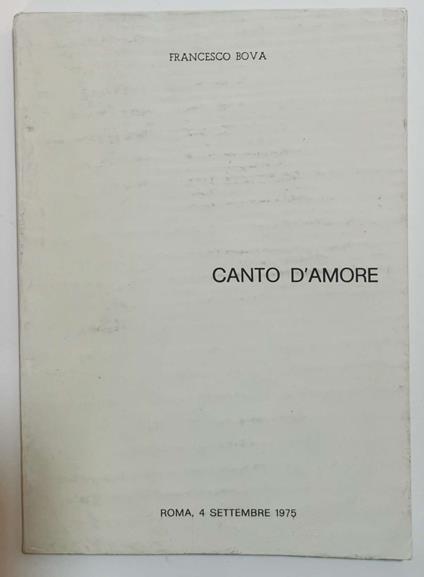 FRANCESCO BOVA
CANTO D'AMORE
ROMA, 4 SETTEMBRE 1975